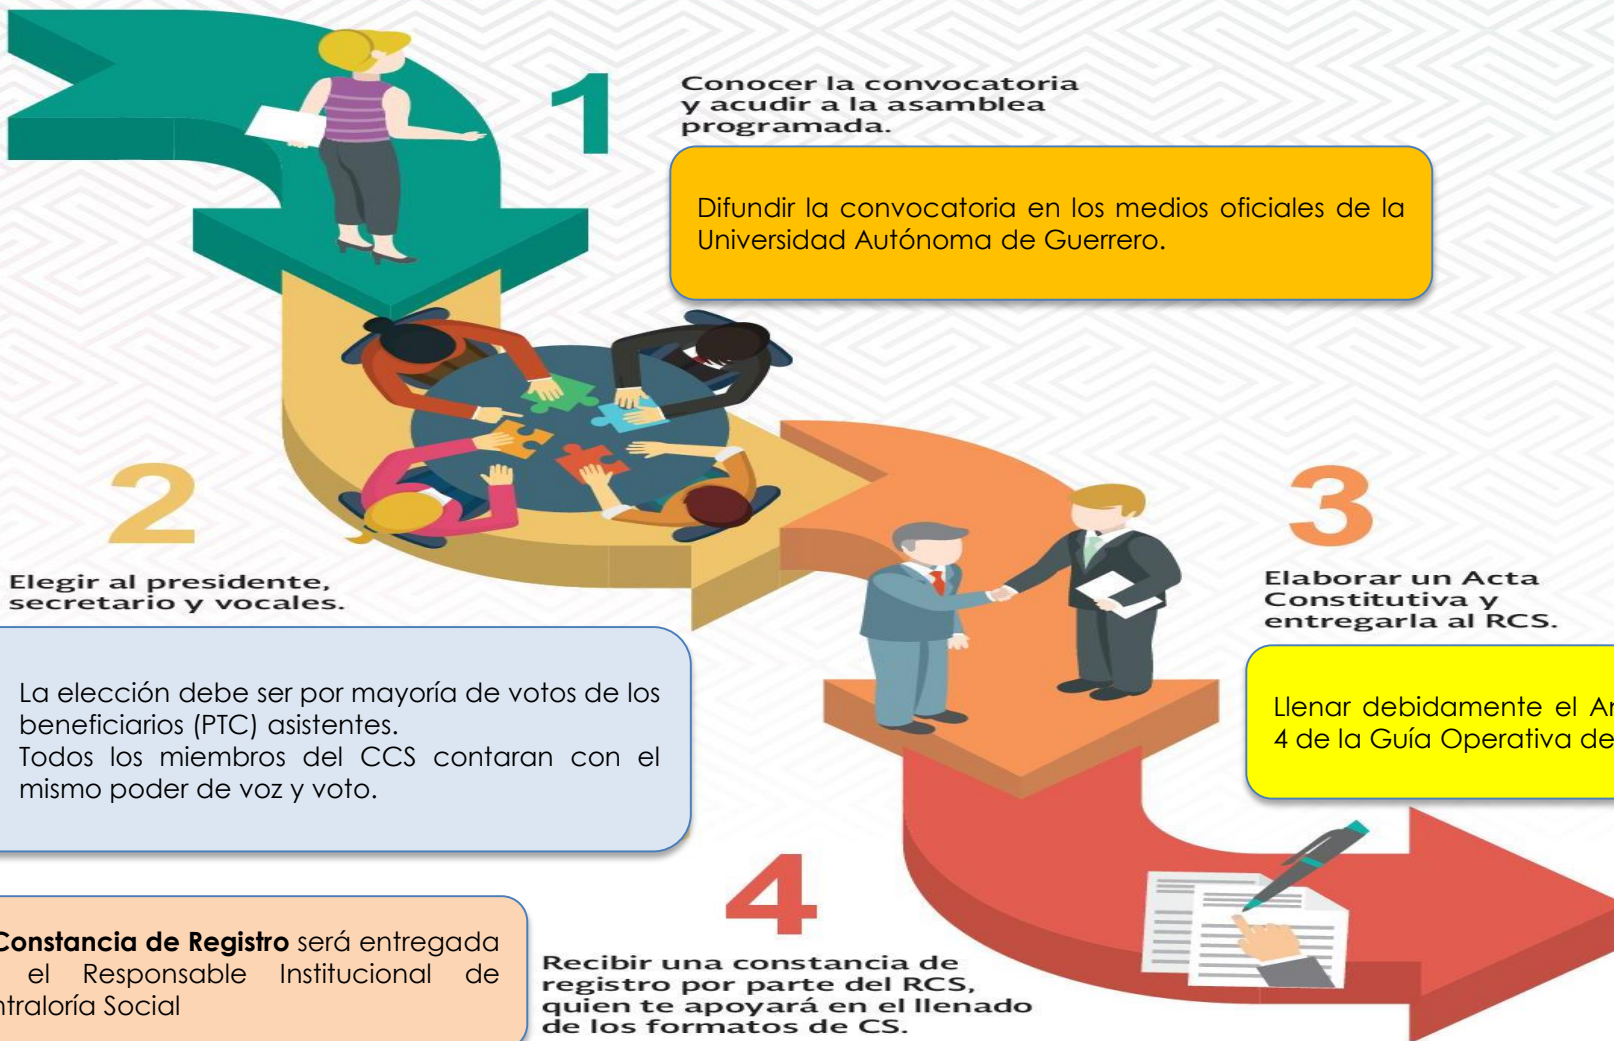 1
Conocer la convocatoria
y acudir a la asamblea
programada.
Difundir la convocatoria en los medios oficiales de la
Universidad Autónoma de Guerrero.
2
Elegir al presidente,
secretario y vocales.
La elección debe ser por mayoría de votos de los
beneficiarios (PTC) asistentes.
Todos los miembros del CCS contaran con el
mismo poder de voz y voto.
3
Elaborar un Acta
Constitutiva y
entregarla al RCS.
Llenar debidamente el
4 de la Guía Operativa de
4
Recibir una constancia de
registro por parte del RCS,
quien te apoyará en el llenado
de los formatos de CS.
Constancia de Registro será entregada
el Responsable Institucional de
Social